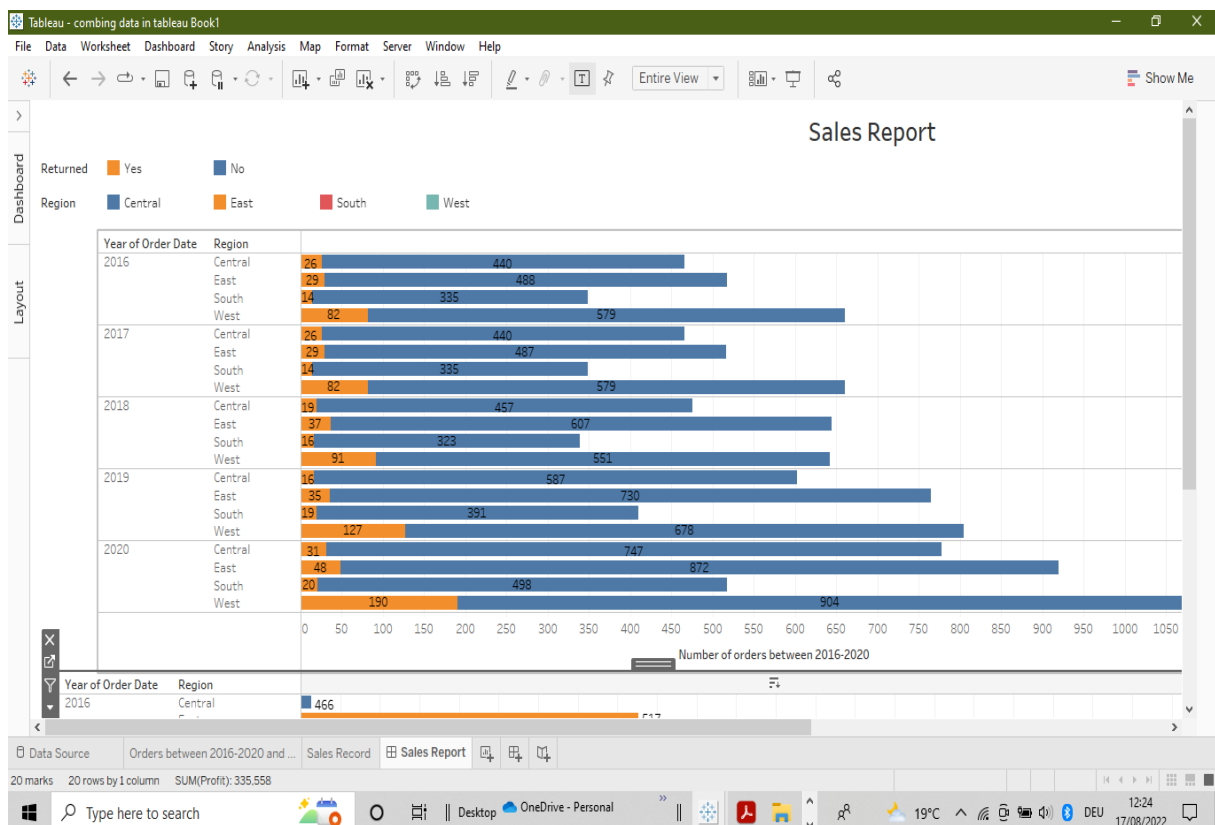 Tableau - combing data in tableau Book1
File Data Worksheet Dashboard Story Analysis Map Format Server Window Help
Entire View
Show Me
Dashboard
Layout
Sales Report
Returned Yes No
Region Central East South West
Year of Order Date Region
2016 Central 26 440
East 29 488
South 14 335
West 82 579
2017 Central 26 440
East 29 487
South 14 335
West 82 579
2018 Central 19 457
East 37 607
South 16 323
West 91 551
2019 Central 16 587
East 35 730
South 19 391
West 127 678
2020 Central 31 747
East 48 872
South 20 498
West 190 904
0 50 100 150 200 250 300 350 400 450 500 550 600 650 700 750 800 850 900 950 1000 1050
Number of orders between 2016-2020
Year of Order Date Region
2016 Central 466
Data Source Orders between 2016-2020 and ... Sales Record Sales Report
20 marks 20 rows by 1 column SUM(Profit): 335,558
Type here to search Desktop OneDrive - Personal 19°C DEU 12:24
17/08/2022